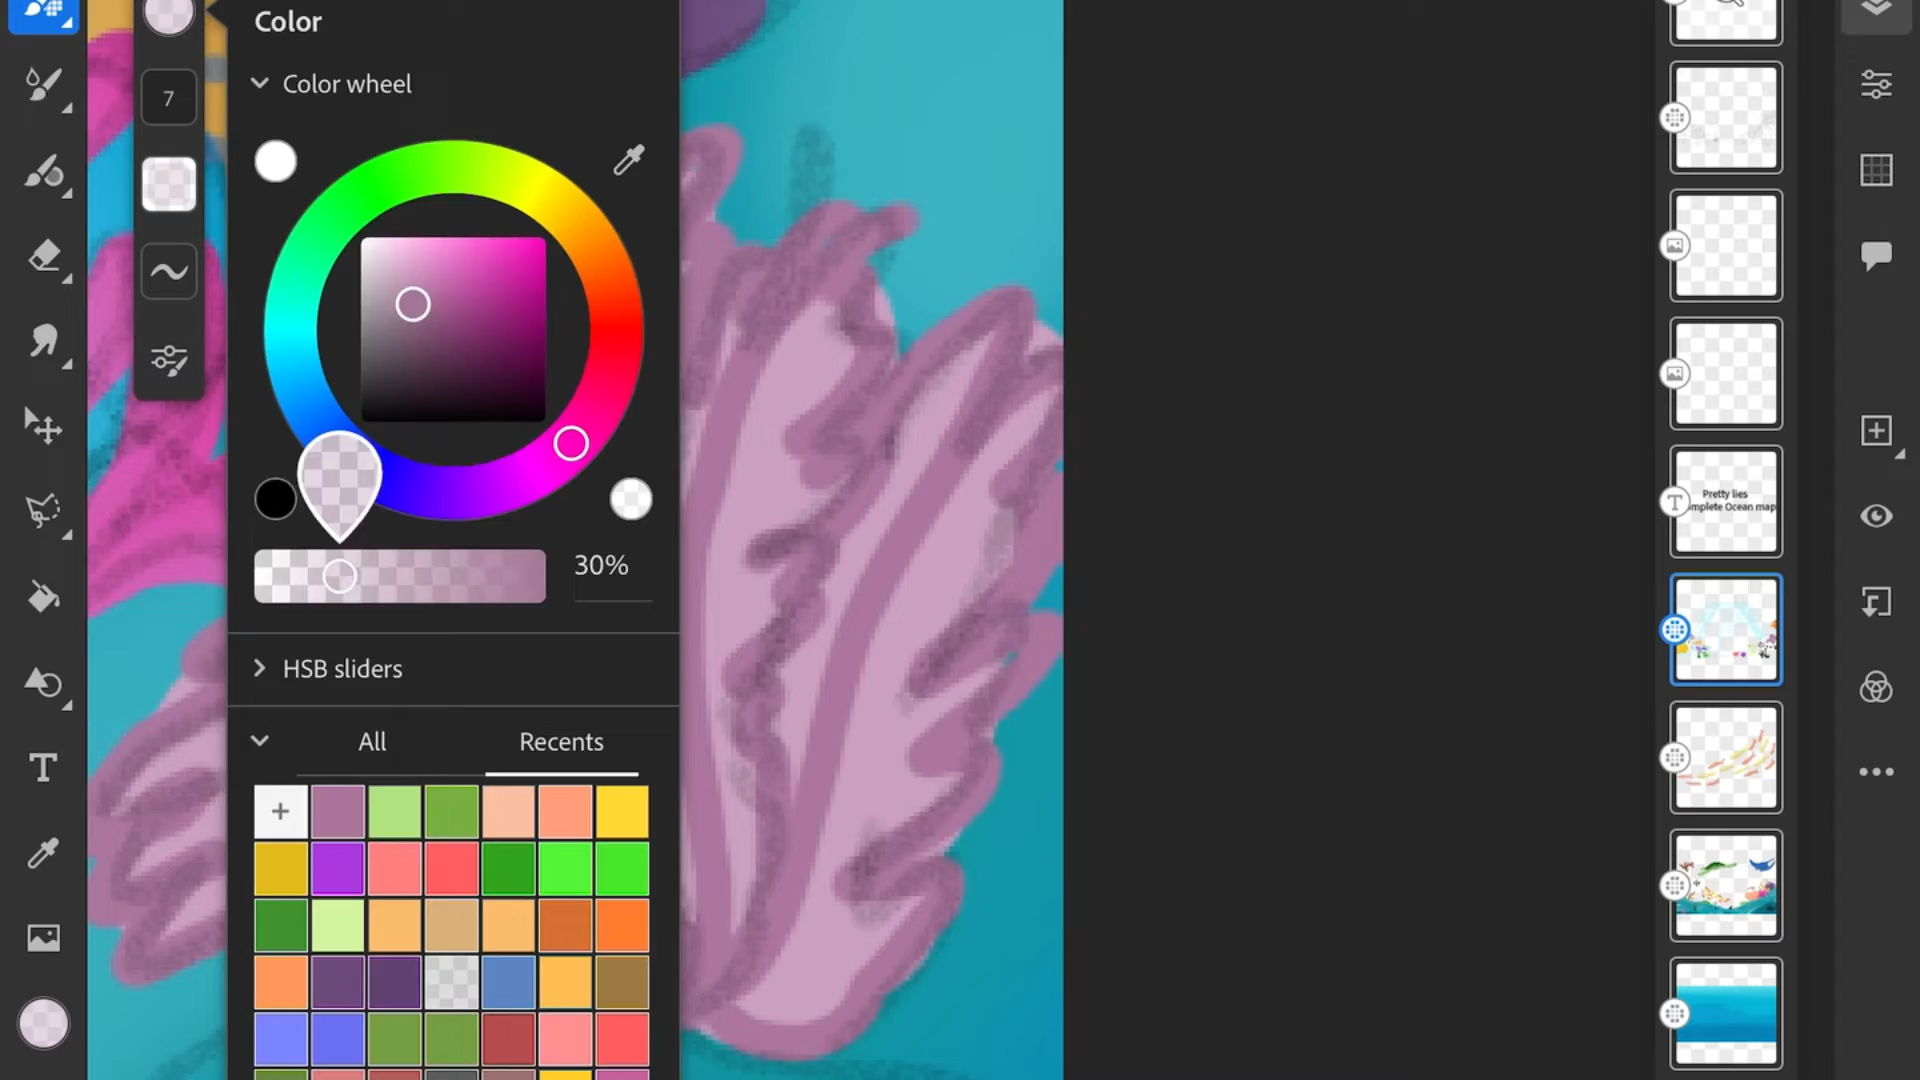 Color
Color wheel
7
30%
HSB sliders
All
Recents
Pretty lies
mplete Ocean map